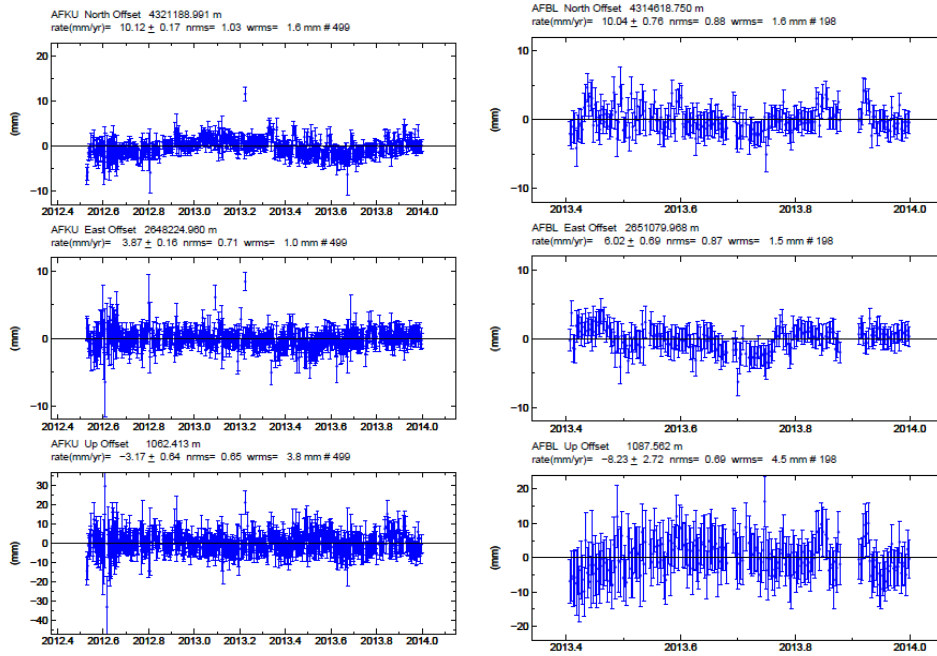 AFKU North Offset 4321188.991 m
rate(mm/yr)= 10.12 ± 0.17 nrms= 1.03 wrms= 1.6 mm # 499
20
10
0
−10
(mm)
2012.4 2012.6 2012.8 2013.0 2013.2 2013.4 2013.6 2013.8 2014.0
AFKU East Offset 2648224.960 m
rate(mm/yr)= 3.87 ± 0.16 nrms= 0.71 wrms= 1.0 mm # 499
10
0
−10
(mm)
2012.4 2012.6 2012.8 2013.0 2013.2 2013.4 2013.6 2013.8 2014.0
AFKU Up Offset 1062.413 m
rate(mm/yr)= −3.17 ± 0.64 nrms= 0.65 wrms= 3.8 mm # 499
30
20
10
0
−10
−20
−30
−40
(mm)
2012.4 2012.6 2012.8 2013.0 2013.2 2013.4 2013.6 2013.8 2014.0
AFBL North Offset 4314618.750 m
rate(mm/yr)= 10.04 ± 0.76 nrms= 0.88 wrms= 1.6 mm # 198
10
0
−10
(mm)
2013.4 2013.6 2013.8 2014.0
AFBL East Offset 2651079.968 m
rate(mm/yr)= 6.02 ± 0.69 nrms= 0.87 wrms= 1.5 mm # 198
10
0
−10
(mm)
2013.4 2013.6 2013.8 2014.0
AFBL Up Offset 1087.562 m
rate(mm/yr)= −8.23 ± 2.72 nrms= 0.69 wrms= 4.5 mm # 198
20
10
0
−10
−20
(mm)
2013.4 2013.6 2013.8 2014.0